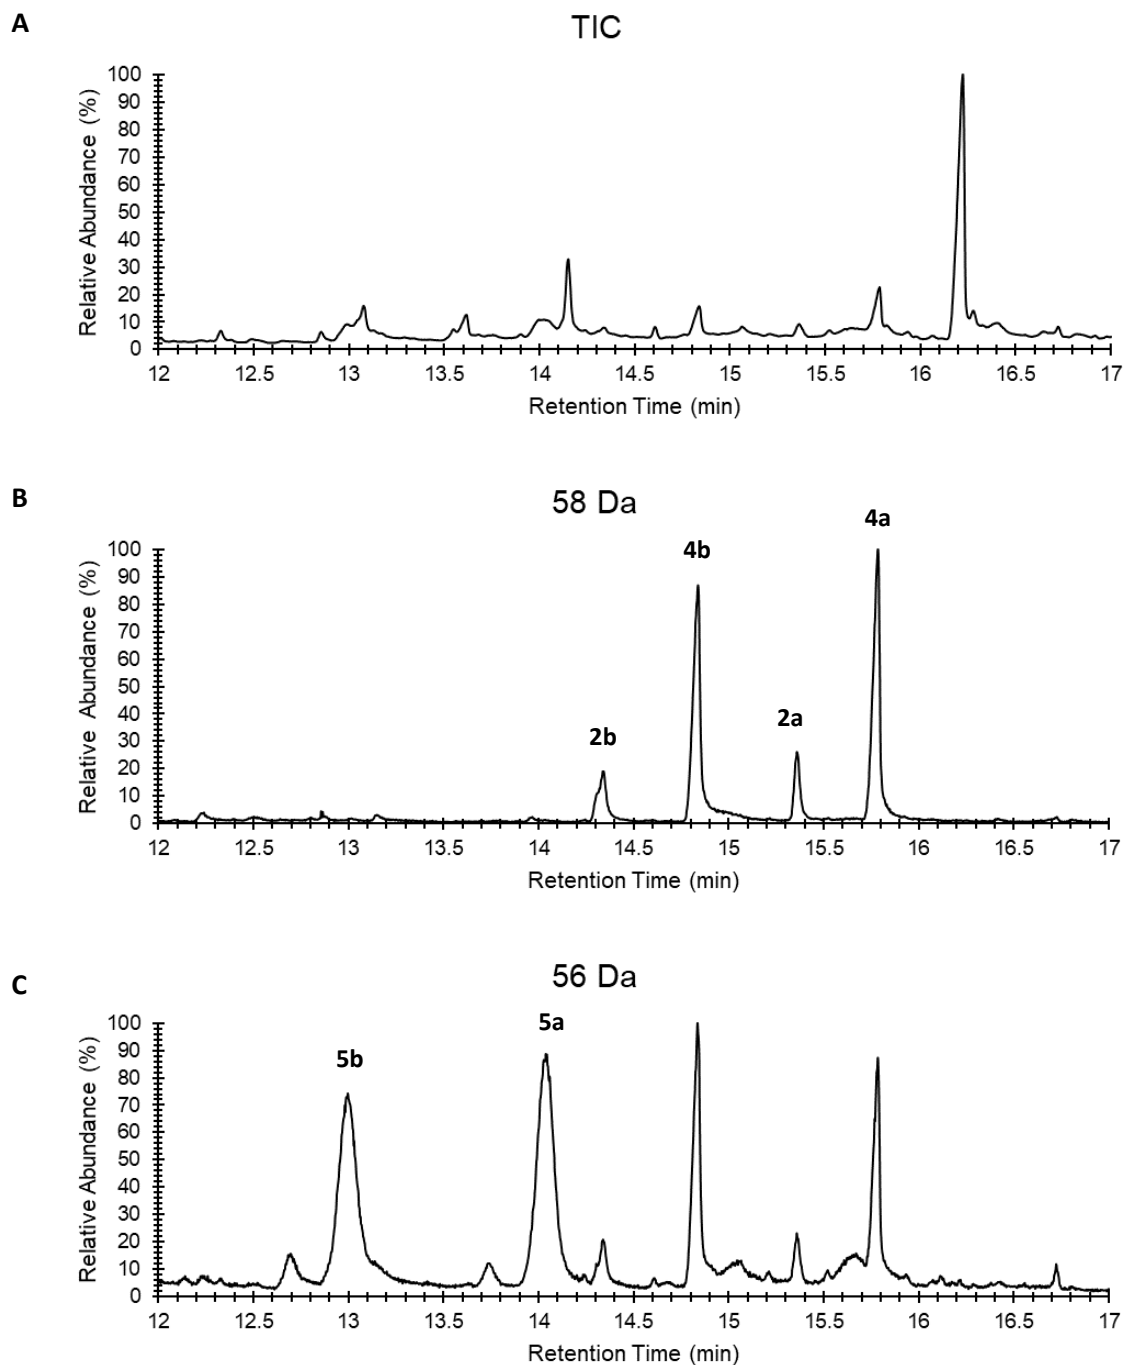 A
TIC
Relative Abundance (%)
100
90
80
70
60
50
40
30
20
10
0
12 12.5 13 13.5 14 14.5 15 15.5 16 16.5 17
Retention Time (min)
B
58 Da
Relative Abundance (%)
100
90
80
70
60
50
40
30
20
10
0
4a
4b
2a
2b
12 12.5 13 13.5 14 14.5 15 15.5 16 16.5 17
Retention Time (min)
C
56 Da
Relative Abundance (%)
100
90
80
70
60
50
40
30
20
10
0
5a
5b
12 12.5 13 13.5 14 14.5 15 15.5 16 16.5 17
Retention Time (min)